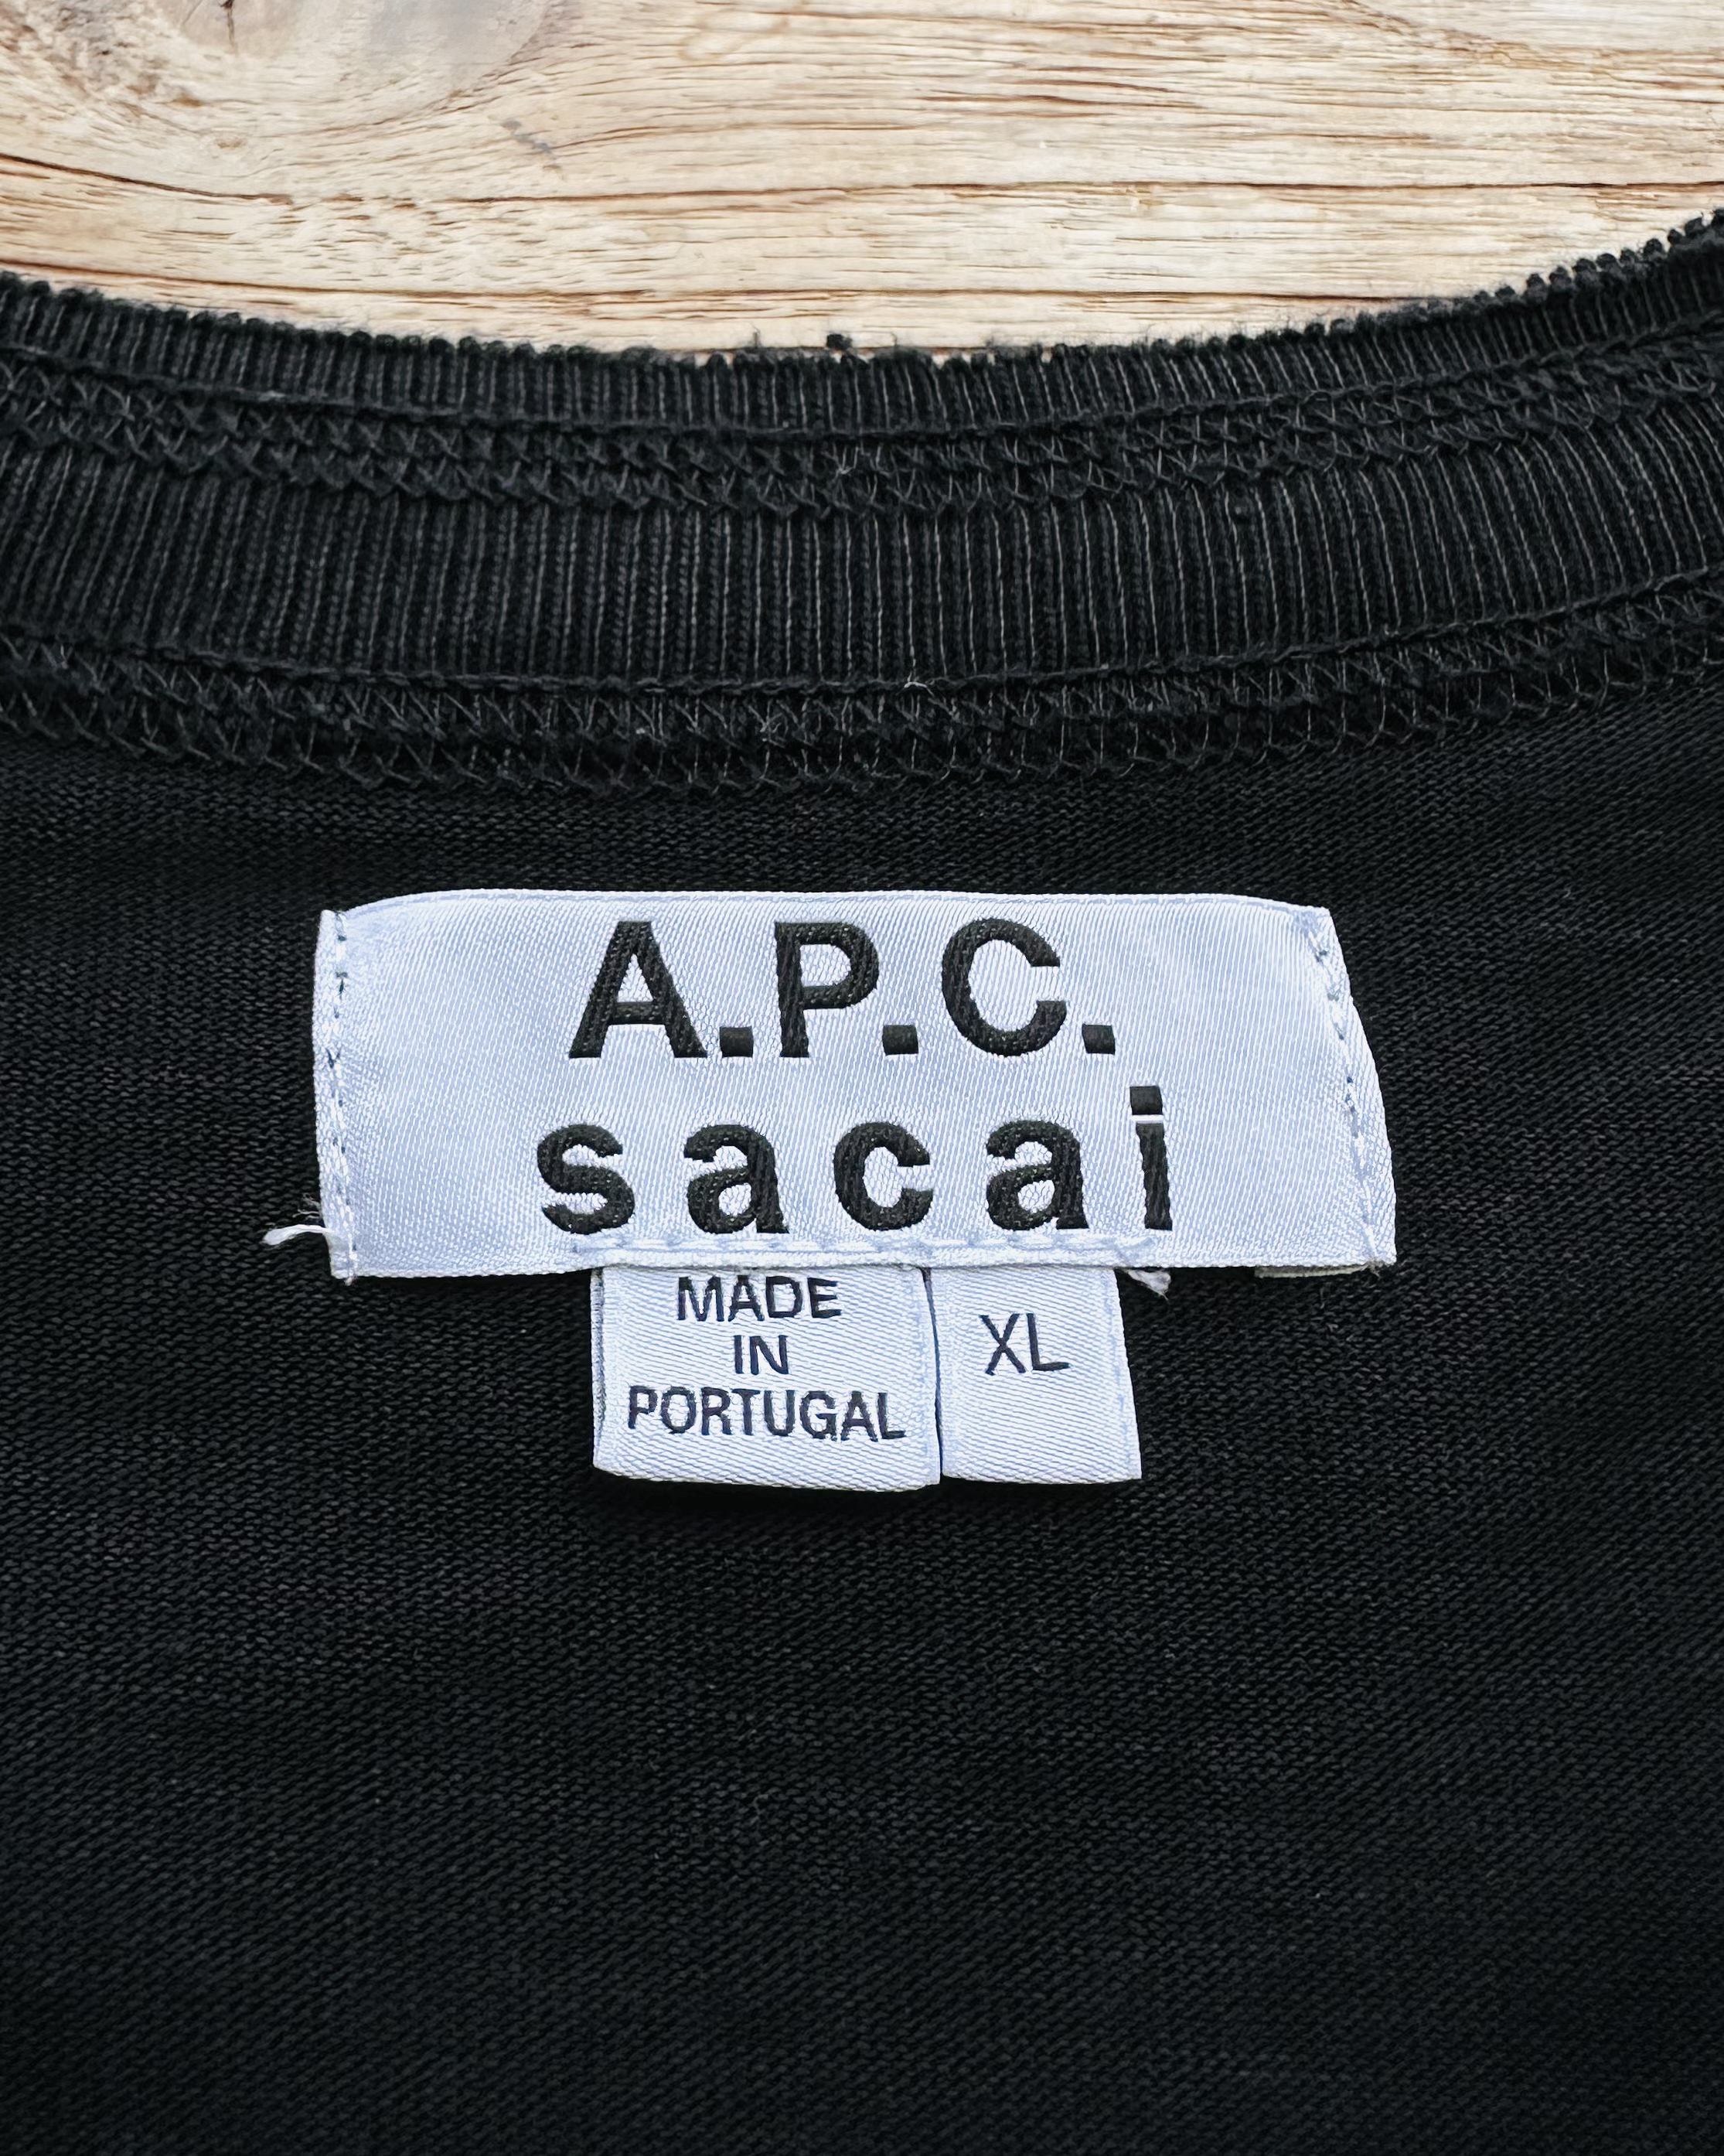 A.P.C.
sacai
MADE
IN
PORTUGAL
XL